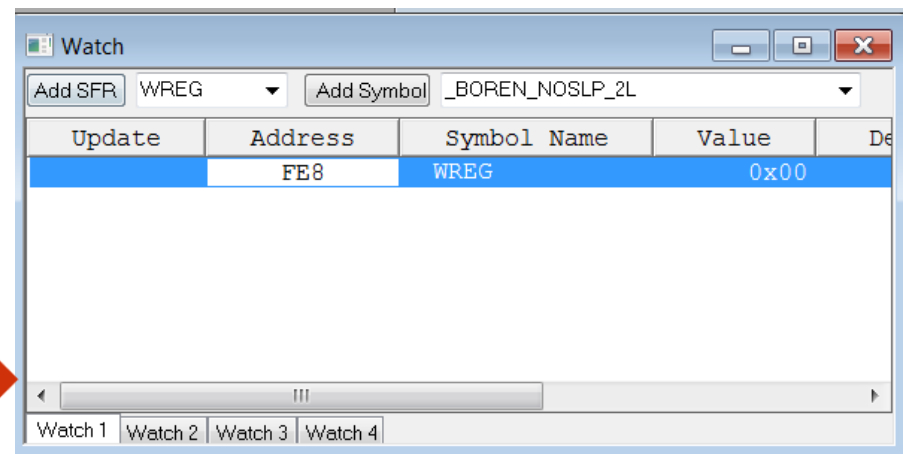 Watch
Add SFR WREG Add Symbol _BOREN_NOSLP_2L
Update Address Symbol Name Value De
FE8 WREG 0x00
Watch 1 Watch 2 Watch 3 Watch 4